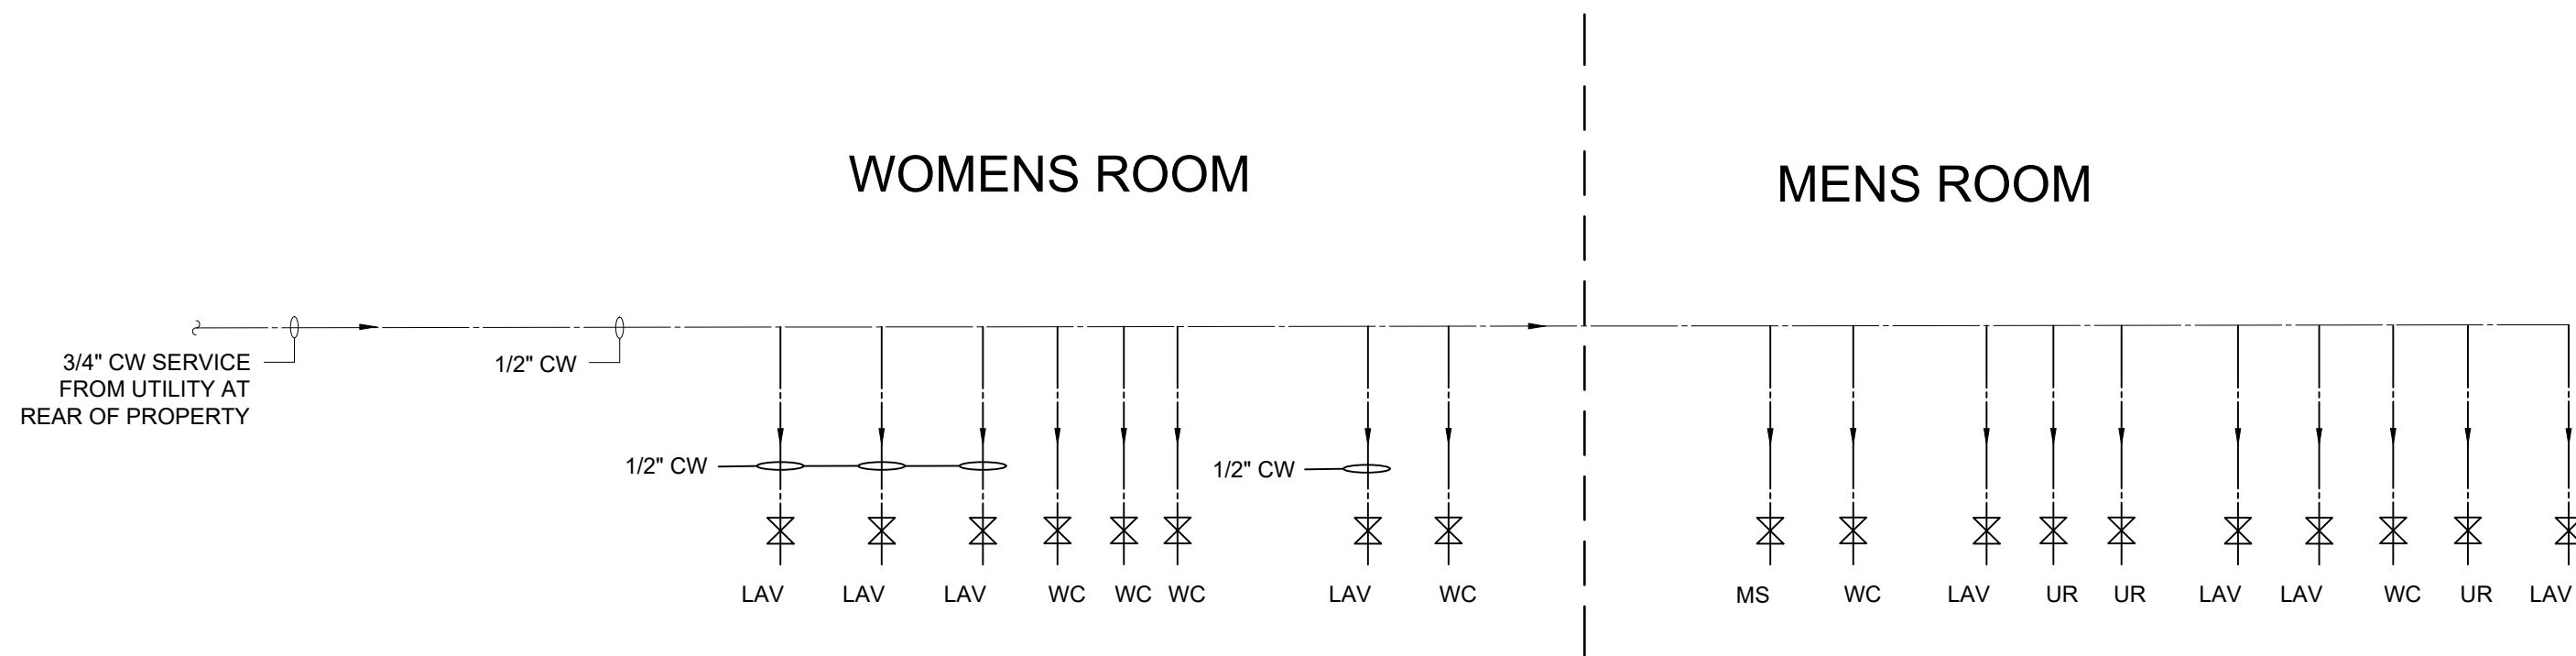 WOMENS ROOM
MENS ROOM
3/4" CW SERVICE
FROM UTILITY AT
REAR OF PROPERTY
1/2" CW
1/2" CW
1/2" CW
LAV LAV LAV WC WC WC LAV WC MS WC LAV UR UR LAV LAV WC UR LAV